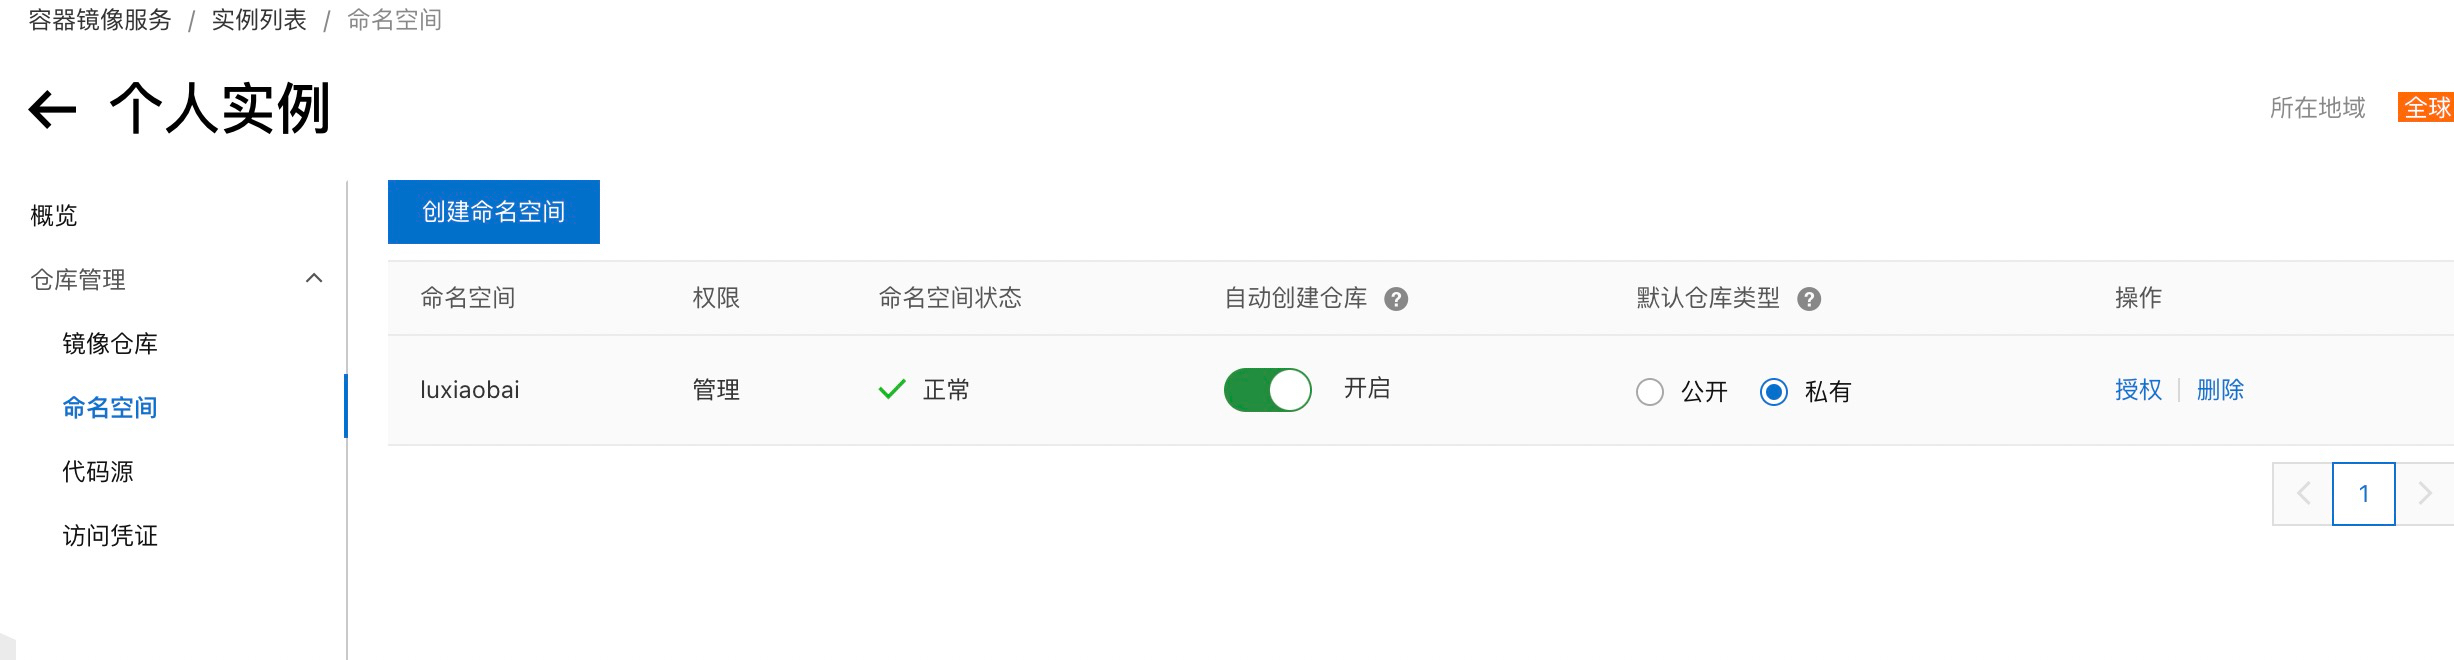 容器镜像服务 / 实例列表 / 命名空间
个人实例
所在地域 全球
概览
仓库管理
镜像仓库
命名空间
代码源
访问凭证
创建命名空间
命名空间 权限 命名空间状态 自动创建仓库 ? 默认仓库类型 ? 操作
luxiaobai 管理 正常 开启 公开 私有 授权 | 删除
1